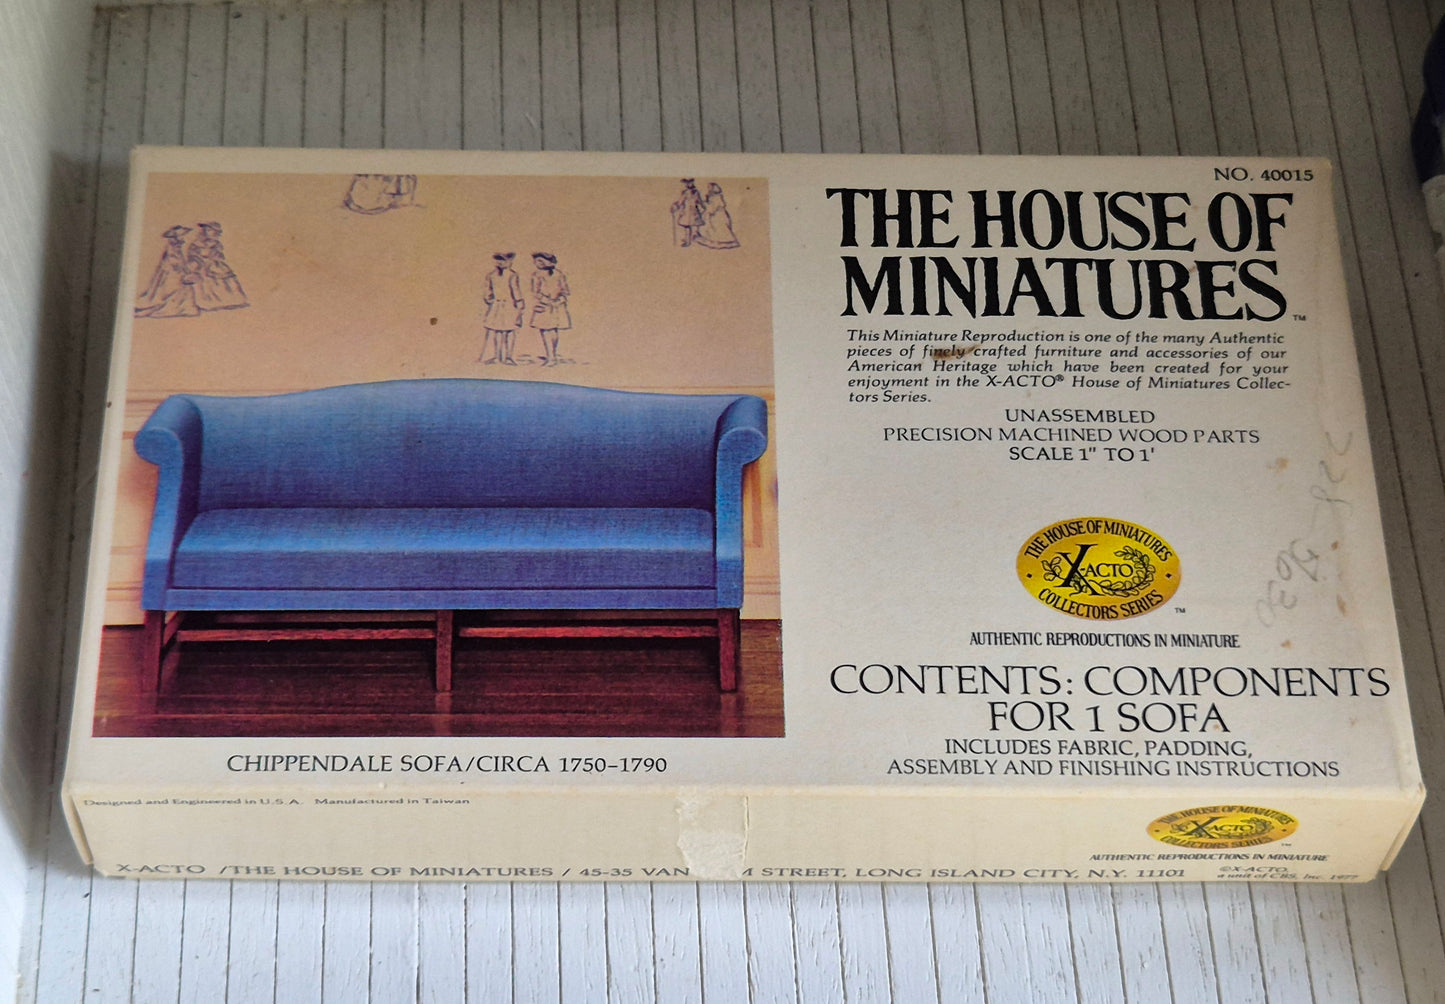 NO. 40015
THE HOUSE OF
MINIATURES
™
This Miniature Reproduction is one of the many Authentic
pieces of finely crafted furniture and accessories of our
American Heritage which have been created for your
enjoyment in the X-ACTO® House of Miniatures Collec-
tors Series.
UNASSEMBLED
PRECISION MACHINED WOOD PARTS
SCALE 1" TO 1'
THE HOUSE OF MINIATURES
X-ACTO
COLLECTORS SERIES
™
AUTHENTIC REPRODUCTIONS IN MINIATURE
CONTENTS: COMPONENTS
FOR 1 SOFA
INCLUDES FABRIC, PADDING,
ASSEMBLY AND FINISHING INSTRUCTIONS
CHIPPENDALE SOFA/CIRCA 1750-1790
Designed and Engineered in U.S.A. Manufactured in Taiwan
THE HOUSE OF MINIATURES
X-ACTO
COLLECTORS SERIES
™
AUTHENTIC REPRODUCTIONS IN MINIATURE
X-ACTO / THE HOUSE OF MINIATURES / 45-35 VAN M STREET, LONG ISLAND CITY, N.Y. 11101
©X-ACTO,
a unit of CBS, Inc. 1977